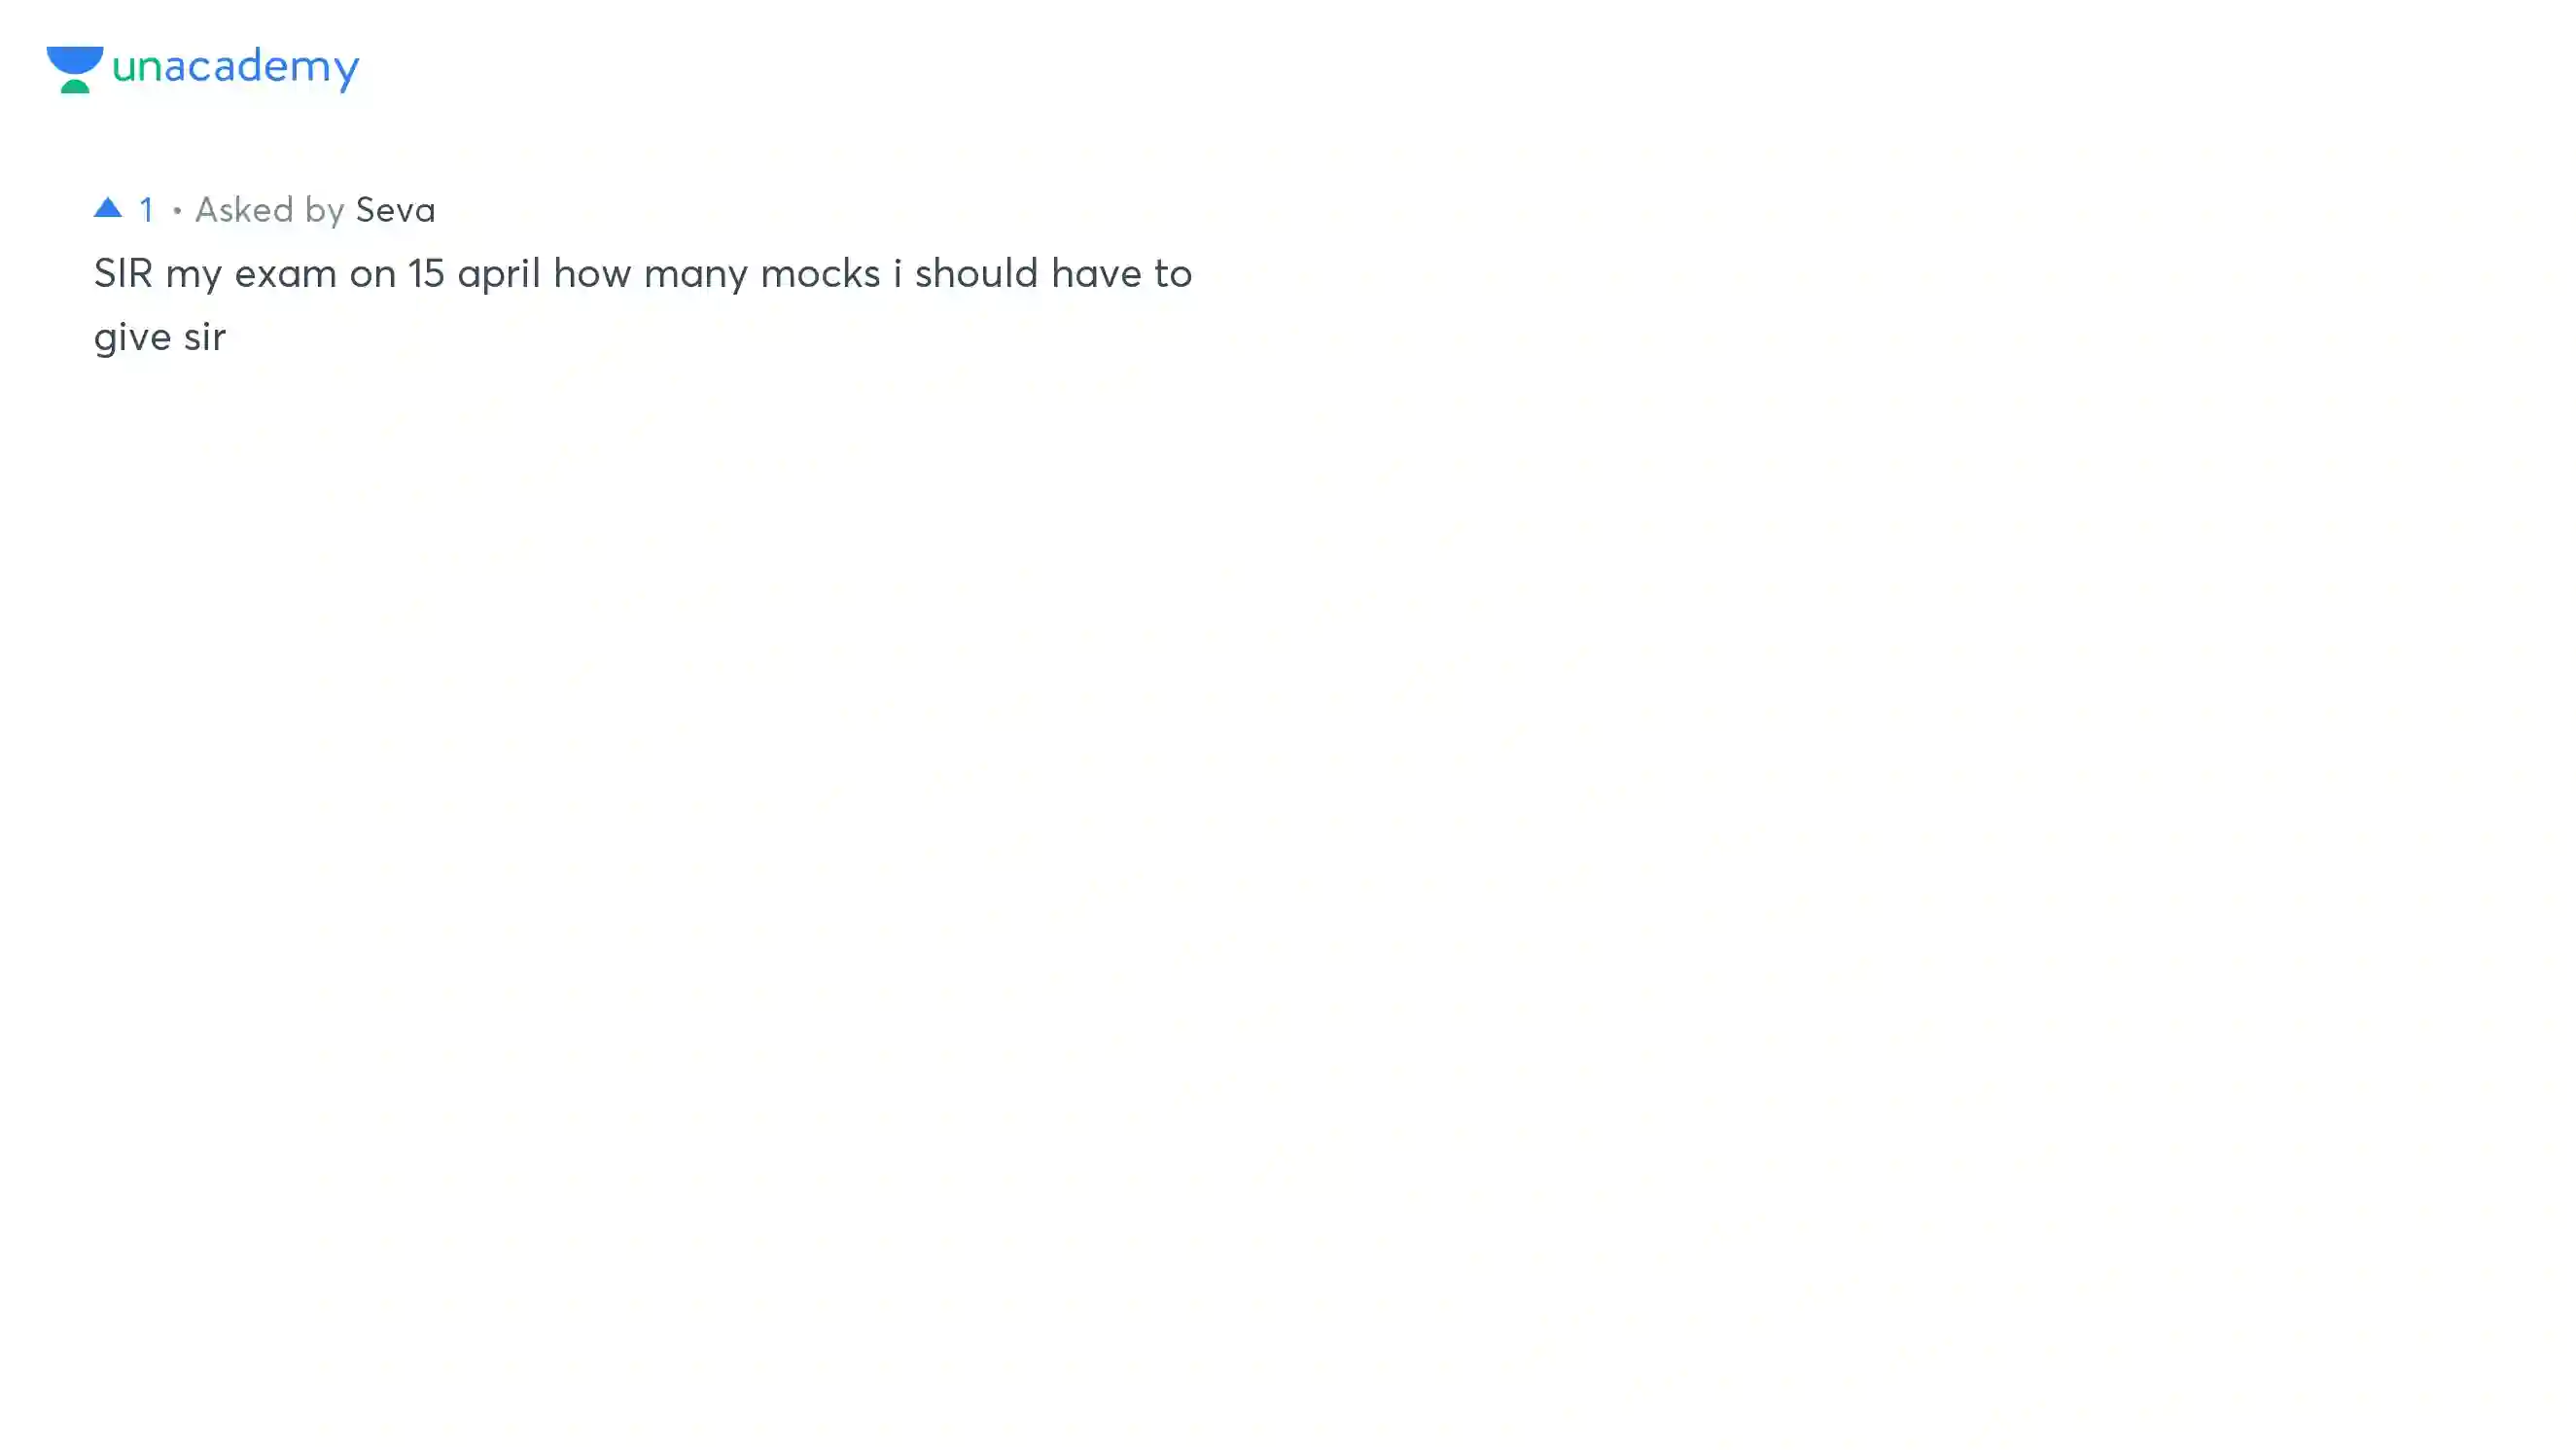 unacademy
1 • Asked by Seva
SIR my exam on 15 april how many mocks i should have to
give sir